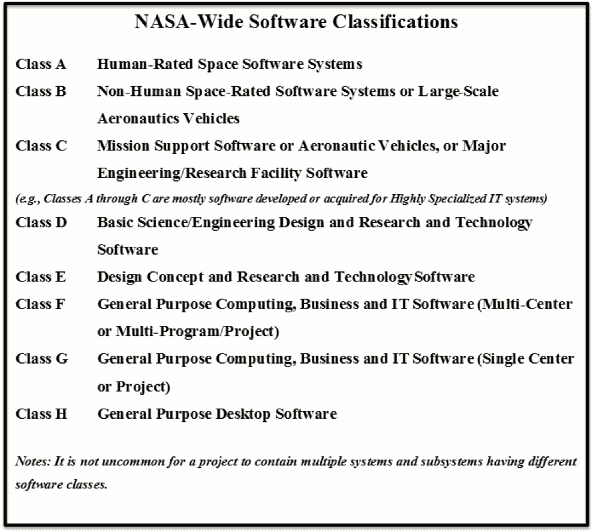 NASA-Wide Software Classifications
Class A Human-Rated Space Software Systems
Class B Non-Human Space-Rated Software Systems or Large-Scale
Aeronautics Vehicles
Class C Mission Support Software or Aeronautic Vehicles, or Major
Engineering/Research Facility Software
(e.g., Classes A through C are mostly software developed or acquired for Highly Specialized IT systems)
Class D Basic Science/Engineering Design and Research and Technology
Software
Class E Design Concept and Research and Technology Software
Class F General Purpose Computing, Business and IT Software (Multi-Center
or Multi-Program/Project)
Class G General Purpose Computing, Business and IT Software (Single Center
or Project)
Class H General Purpose Desktop Software
Notes: It is not uncommon for a project to contain multiple systems and subsystems having different
software classes.